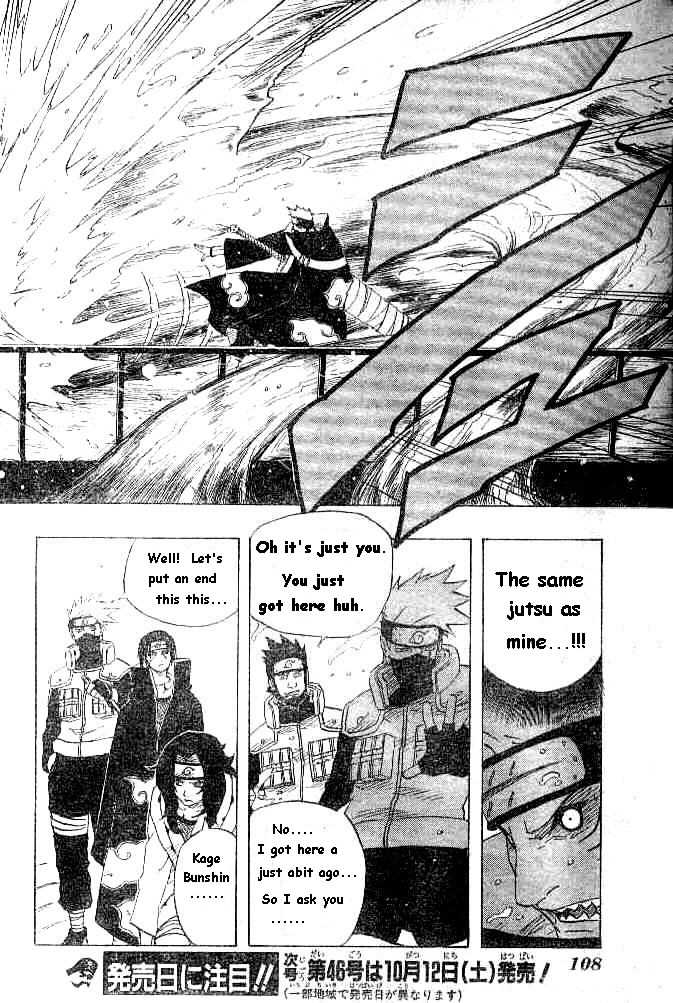 The same
jutsu as
mine...!!!
Oh it's just you.
You just
got here huh.
No....
I got here a
just abit ago...
So I ask you
......
Well! Let's
put an end
this this...
Kage
Bunshin
......
発売日に注目!!
次号第46号は10月12日(土)発売!
(一部地域で発売日が異なります)
108